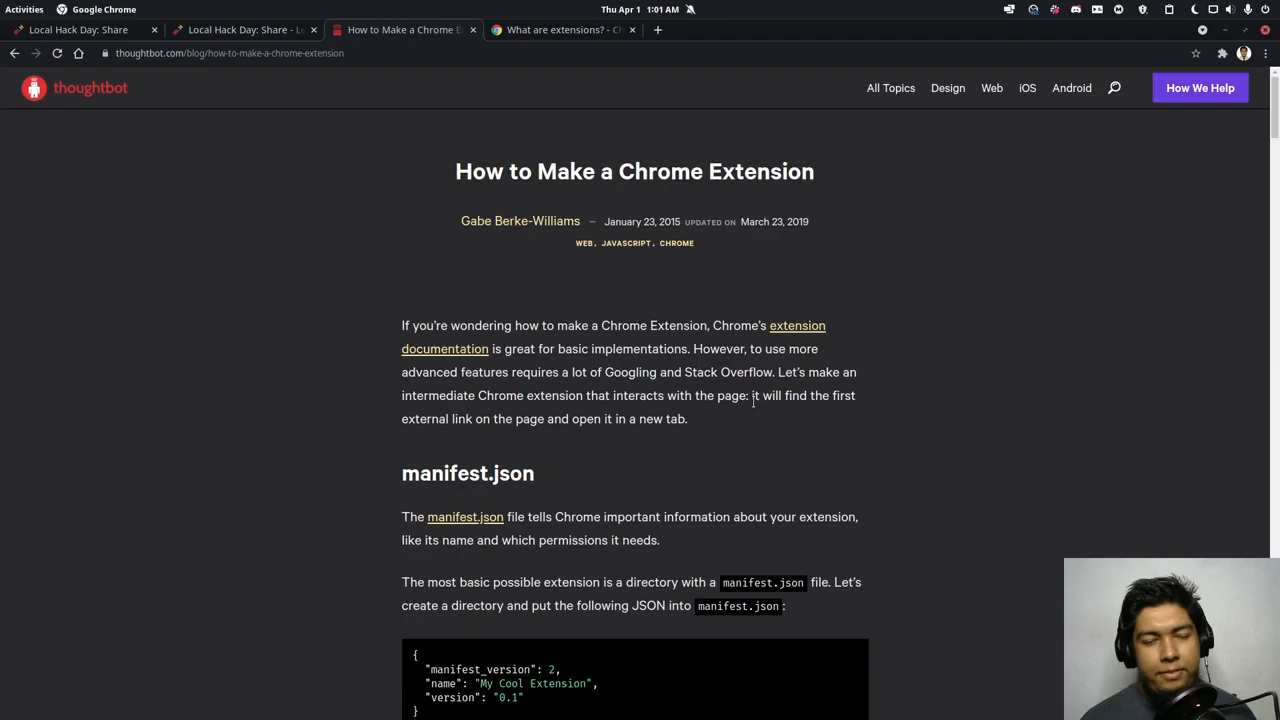 Activities Google Chrome Thu Apr 1 1:01 AM
Local Hack Day: Share Local Hack Day: Share - Le How to Make a Chrome E What are extensions? - Ch
thoughtbot.com/blog/how-to-make-a-chrome-extension
thoughtbot All Topics Design Web iOS Android How We Help
How to Make a Chrome Extension
Gabe Berke-Williams — January 23, 2015 UPDATED ON March 23, 2019
WEB, JAVASCRIPT, CHROME
If you’re wondering how to make a Chrome Extension, Chrome’s extension
documentation is great for basic implementations. However, to use more
advanced features requires a lot of Googling and Stack Overflow. Let’s make an
intermediate Chrome extension that interacts with the page: it will find the first
external link on the page and open it in a new tab.
manifest.json
The manifest.json file tells Chrome important information about your extension,
like its name and which permissions it needs.
The most basic possible extension is a directory with a manifest.json file. Let’s
create a directory and put the following JSON into manifest.json:
{
"manifest_version": 2,
"name": "My Cool Extension",
"version": "0.1"
}